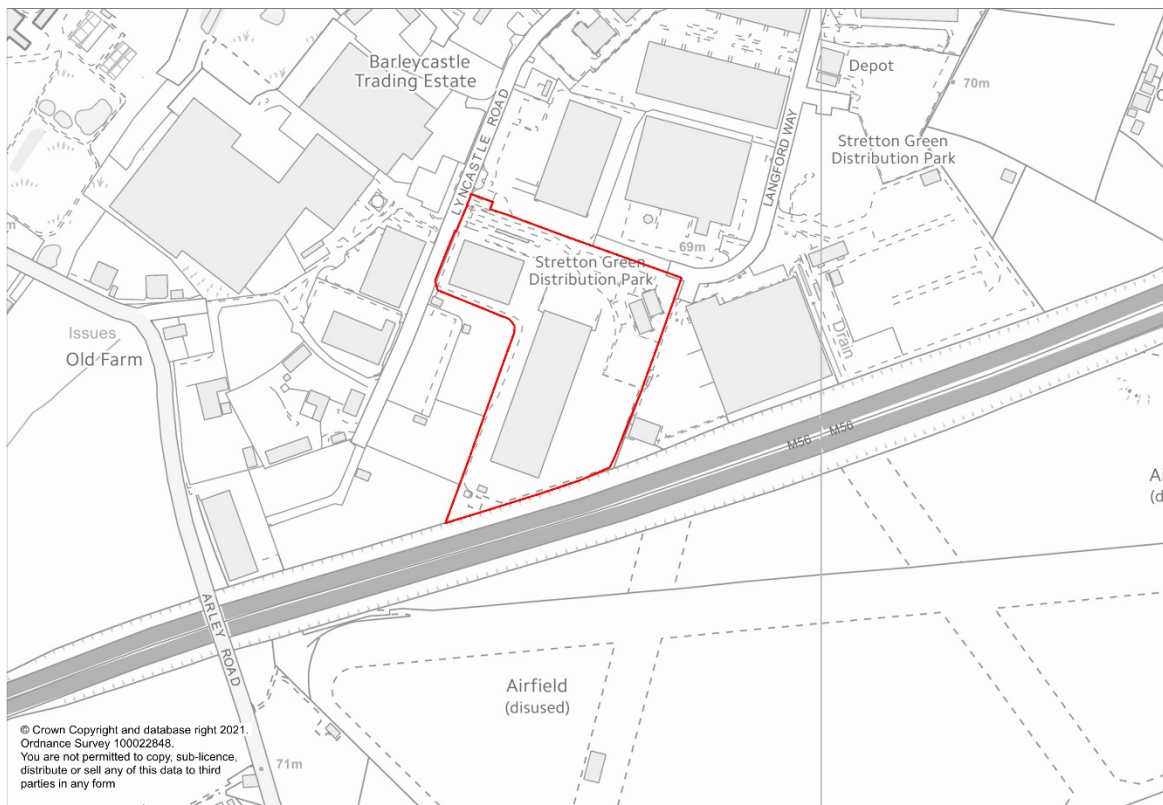 Barleycastle
Trading Estate
LYNCASTLE ROAD
LANGFORD WAY
Depot
70m
Stretton Green
Distribution Park
69m
Stretton Green
Distribution Park
Drain
Issues
Old Farm
M56
M56
ARLEY ROAD
Airfield
(disused)
71m
© Crown Copyright and database right 2021.
Ordnance Survey 100022848.
You are not permitted to copy, sub-licence,
distribute or sell any of this data to third
parties in any form